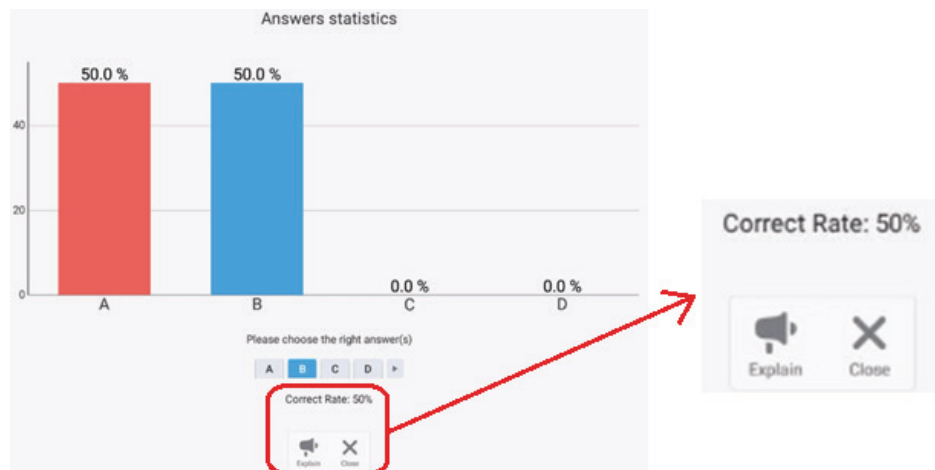 Answers statistics
50.0 % 50.0 %
40
20
0.0 % 0.0 %
0
A B C D
Please choose the right answer(s)
A B C D
Correct Rate: 50%
Explain Close
Correct Rate: 50%
Explain Close